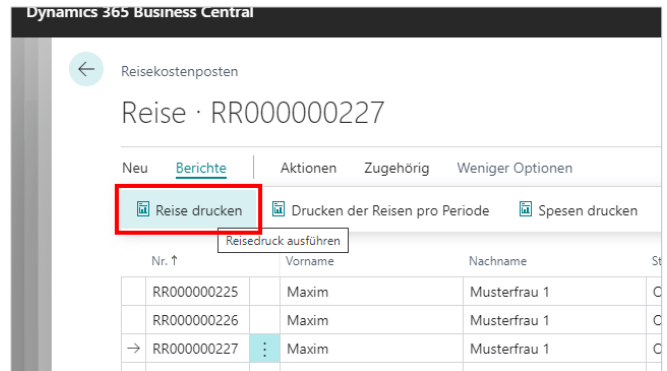 Dynamics 365 Business Central
Reisekostenposten
Reise · RR000000227
Neu Berichte Aktionen Zugehörig Weniger Optionen
Reise drucken Drucken der Reisen pro Periode Spesen drucken
Reisedruck ausführen
Nr. ↑ Vorname Nachname
RR000000225 Maxim Musterfrau 1
RR000000226 Maxim Musterfrau 1
→ RR000000227 Maxim Musterfrau 1